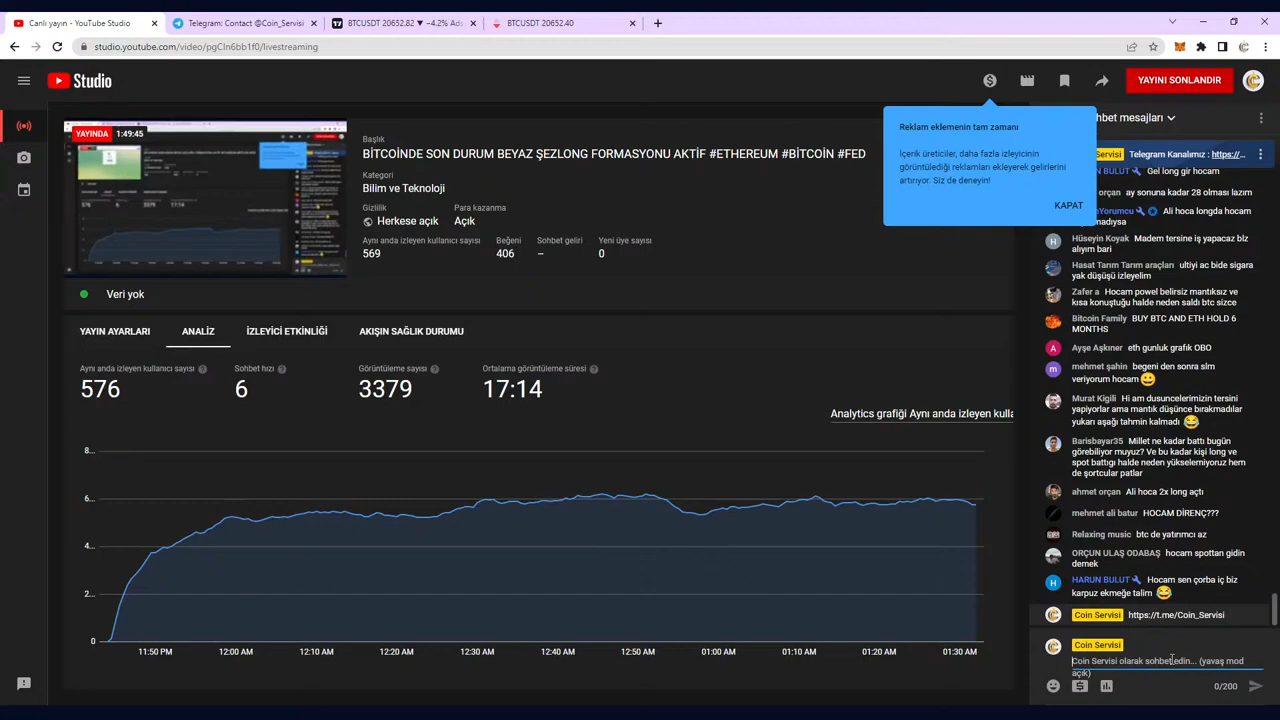 Canlı yayın - YouTube Studio
Telegram: Contact @Coin_Servisi
BTCUSDT 20652.82 ▼ −4.2% Ads
BTCUSDT 20652.40
studio.youtube.com/video/pgCln6bb1f0/livestreaming
Studio
YAYINI SONLANDIR
YAYINDA 1:49:45
Başlık
BİTCOİNDE SON DURUM BEYAZ ŞEZLONG FORMASYONU AKTİF #ETHEREUM #BİTCOİN #FED
Kategori
Bilim ve Teknoloji
Gizlilik
Para kazanma
Herkese açık
Açık
Aynı anda izleyen kullanıcı sayısı
Beğeni
Sohbet geliri
Yeni üye sayısı
569
406
–
0
Veri yok
Reklam eklemenin tam zamanı
İçerik üreticiler, daha fazla izleyicinin
görüntülediği reklamları ekleyerek gelirlerini
artırıyor. Siz de deneyin!
KAPAT
YAYIN AYARLARI
ANALİZ
İZLEYİCİ ETKİNLİĞİ
AKIŞIN SAĞLIK DURUMU
Aynı anda izleyen kullanıcı sayısı
Sohbet hızı
Görüntüleme sayısı
Ortalama görüntüleme süresi
576
6
3379
17:14
Analytics grafiği Aynı anda izleyen kulla
8...
6...
4...
2...
0
11:50 PM
12:00 AM
12:10 AM
12:20 AM
12:30 AM
12:40 AM
12:50 AM
01:00 AM
01:10 AM
01:20 AM
01:30 AM
hbet mesajları
Servisi Telegram Kanalımız : https://...
N BULUT Gel long gir hocam
orçan ay sonuna kadar 28 olması lazım
nYorumcu Ali hoca longda hocam
madıysa
Hüseyin Koyak Madem tersine iş yapacaz blz
alıyım bari
Hasat Tarım Tarım araçları ultiyi ac bide sigara
yak düşüşü izleyelim
Zafer a Hocam powel belirsiz mantıksız ve
kısa konuştuğu halde neden saldı btc sizce
Bitcoin Family BUY BTC AND ETH HOLD 6
MONTHS
Ayşe Aşkıner eth gunluk grafik OBO
mehmet şahin begeni den sonra slm
veriyorum hocam 😀
Murat Kigili Hi am dusuncelerimizin tersini
yapiyorlar ama mantık düşünce bırakmadılar
yukarı aşağı tahmin kalmadı 😂
Barisbayar35 Millet ne kadar battı bugün
görebiliyor muyuz? Ve bu kadar kişi long ve
spot battıgı halde neden yükselemiyoruz hem
de şortcular patlar
ahmet orçan Ali hoca 2x long açtı
mehmet ali batur HOCAM DİRENÇ???
Relaxing music btc de yatırımcı az
ORÇUN ULAŞ ODABAŞ hocam spottan gidin
demek
HARUN BULUT Hocam sen çorba iç biz
karpuz ekmeğe talim 😂
Coin Servisi https://t.me/Coin_Servisi
Coin Servisi
Coin Servisi olarak sohbet edin... (yavaş mod
açık)
0/200